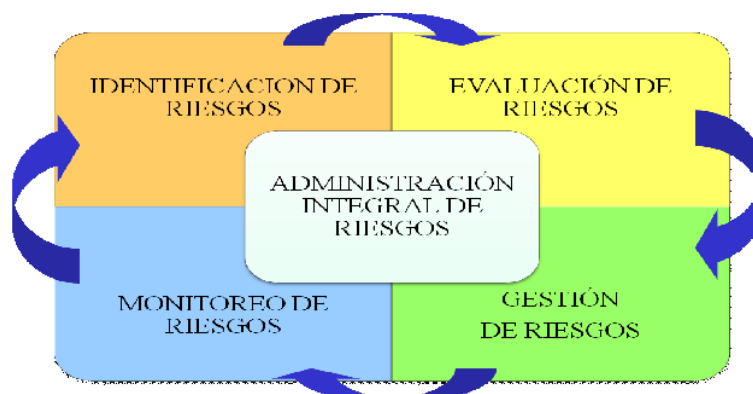 IDENTIFICACION DE
RIESGOS
EVALUACIÓN DE
RIESGOS
ADMINISTRACIÓN
INTEGRAL DE
RIESGOS
MONITOREO DE
RIESGOS
GESTIÓN
DE RIESGOS